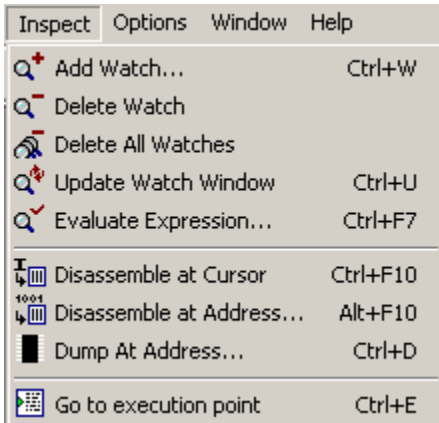 Inspect Options Window Help
Add Watch... Ctrl+W
Delete Watch
Delete All Watches
Update Watch Window Ctrl+U
Evaluate Expression... Ctrl+F7
Disassemble at Cursor Ctrl+F10
1001
Disassemble at Address... Alt+F10
Dump At Address... Ctrl+D
Go to execution point Ctrl+E